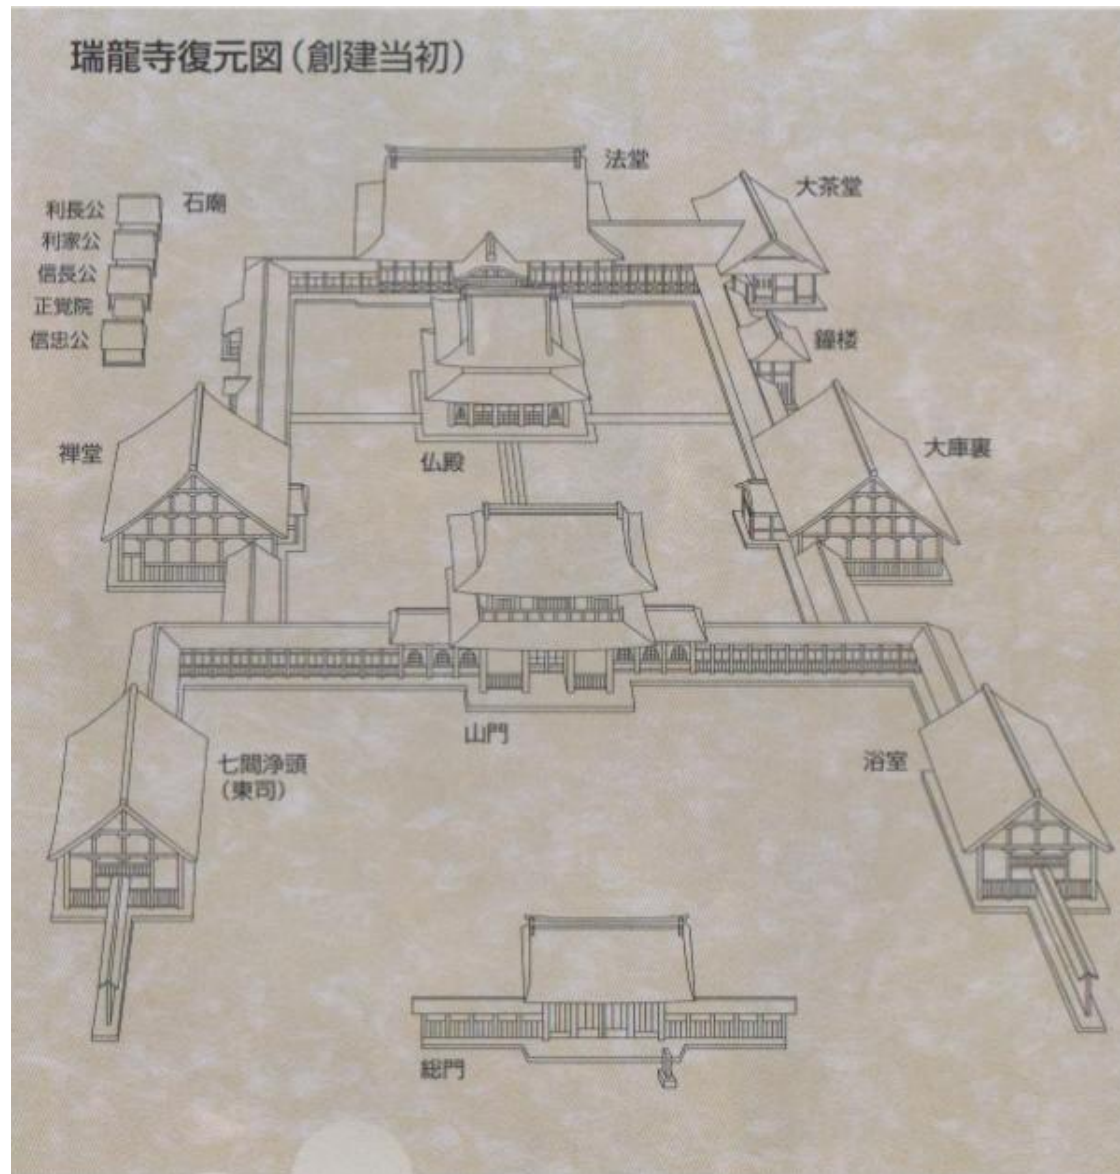 瑞龍寺復元図(創建当初)
法堂
大茶堂
石廟
利長公
利家公
信長公
正覚院
信忠公
鐘楼
禅堂
仏殿
大庫裏
山門
七間浄頭
(東司)
浴室
総門